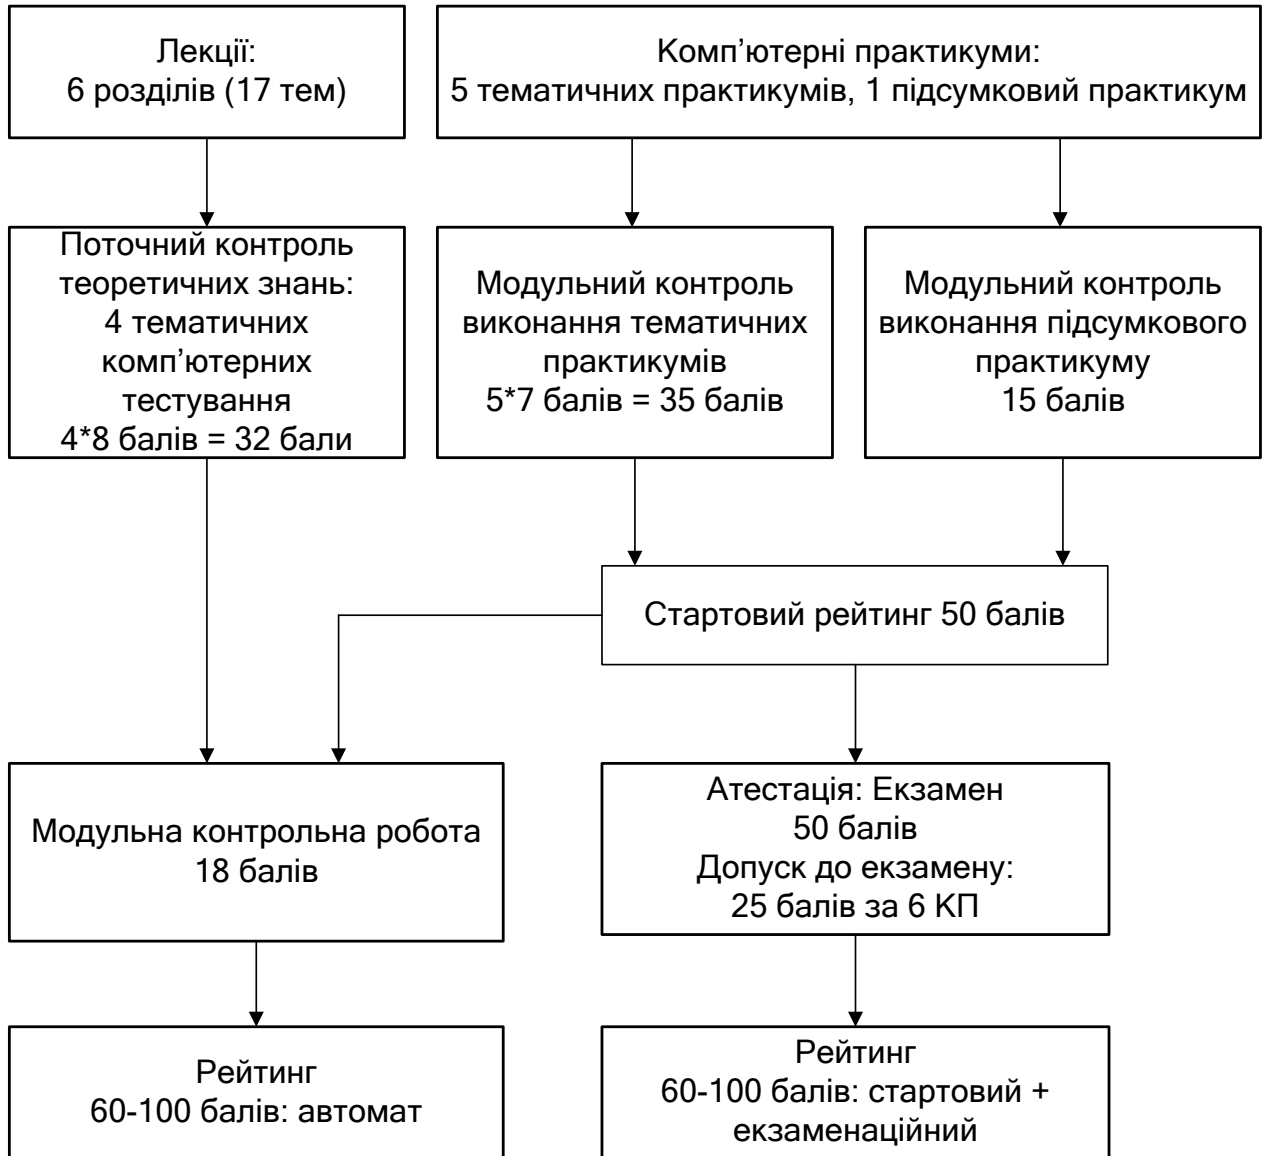 Лекції:
6 розділів (17 тем)
Комп’ютерні практикуми:
5 тематичних практикумів, 1 підсумковий практикум
Поточний контроль
теоретичних знань:
4 тематичних
комп’ютерних
тестування
4*8 балів = 32 бали
Модульний контроль
виконання тематичних
практикумів
5*7 балів = 35 балів
Модульний контроль
виконання підсумкового
практикуму
15 балів
Стартовий рейтинг 50 балів
Модульна контрольна робота
18 балів
Атестація: Екзамен
50 балів
Допуск до екзамену:
25 балів за 6 КП
Рейтинг
60-100 балів: автомат
Рейтинг
60-100 балів: стартовий +
екзаменаційний